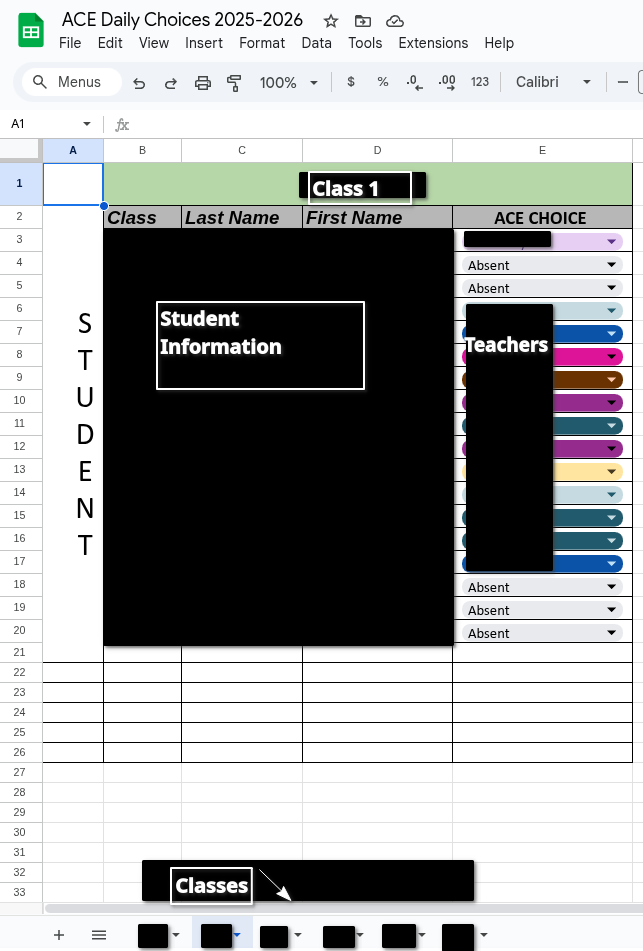 ACE Daily Choices 2025-2026
File Edit View Insert Format Data Tools Extensions Help
Menus 100% $ % .0 .00 123 Calibri
A1 fx
A B C D E
1 Class 1
2 Class Last Name First Name ACE CHOICE
3
4 Absent
5 Absent
6 Student
S
7 Information Teachers
T
8
9
U
10
11
D
12
13
E
14
15
N
16
T
17
18 Absent
19 Absent
20 Absent
21
22
23
24
25
26
27
28
29
30
31
32
33 Classes